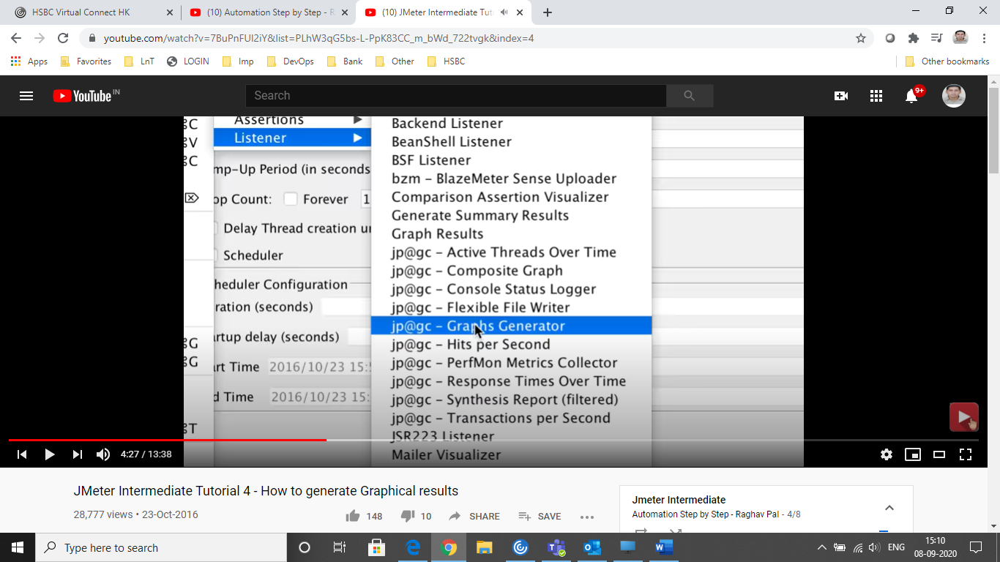 HSBC Virtual Connect HK
(10) Automation Step by Step - R
(10) JMeter Intermediate Tut
youtube.com/watch?v=7BuPnFUI2iY&list=PLhW3qG5bs-L-PpK83CC_m_bWd_722tvgk&index=4
Apps Favorites LnT LOGIN Imp DevOps Bank Other HSBC Other bookmarks
YouTube IN
Search
9+
⌘C
⌘V
⌘C
Assertions
Listener
mp-Up Period (in seconds
op Count: Forever 1
Delay Thread creation u
Scheduler
heduler Configuration
ration (seconds)
artup delay (seconds)
⌘G
⌘G
rt Time 2016/10/23 15:5
d Time 2016/10/23 15:
⌘T
Backend Listener
BeanShell Listener
BSF Listener
bzm - BlazeMeter Sense Uploader
Comparison Assertion Visualizer
Generate Summary Results
Graph Results
jp@gc - Active Threads Over Time
jp@gc - Composite Graph
jp@gc - Console Status Logger
jp@gc - Flexible File Writer
jp@gc - Graphs Generator
jp@gc - Hits per Second
jp@gc - PerfMon Metrics Collector
jp@gc - Response Times Over Time
jp@gc - Synthesis Report (filtered)
jp@gc - Transactions per Second
JSR223 Listener
Mailer Visualizer
4:27 / 13:38
JMeter Intermediate Tutorial 4 - How to generate Graphical results
28,777 views • 23-Oct-2016
148 10 SHARE SAVE
Jmeter Intermediate
Automation Step by Step - Raghav Pal - 4/8
Type here to search
ENG
15:10
08-09-2020